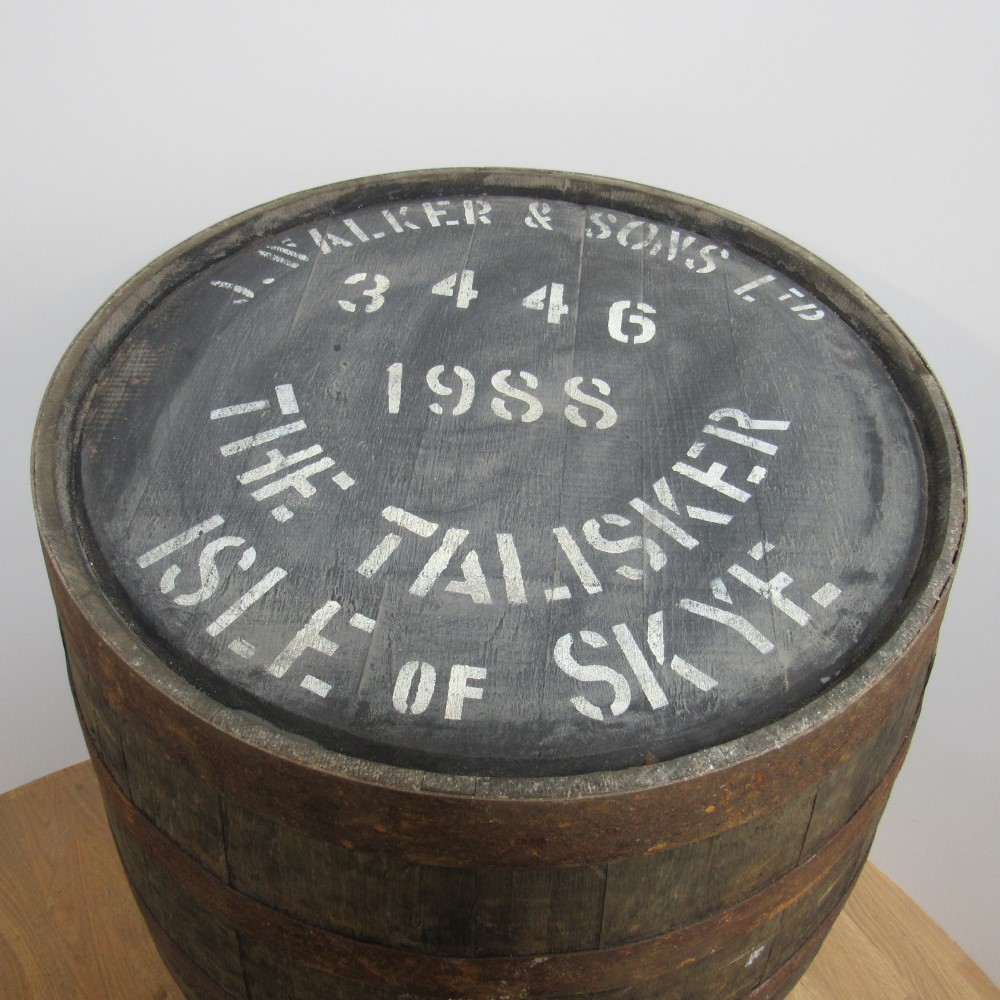 J. WALKER & SONS LTD
3446
1988
THE TALISKER
ISLE OF SKYE